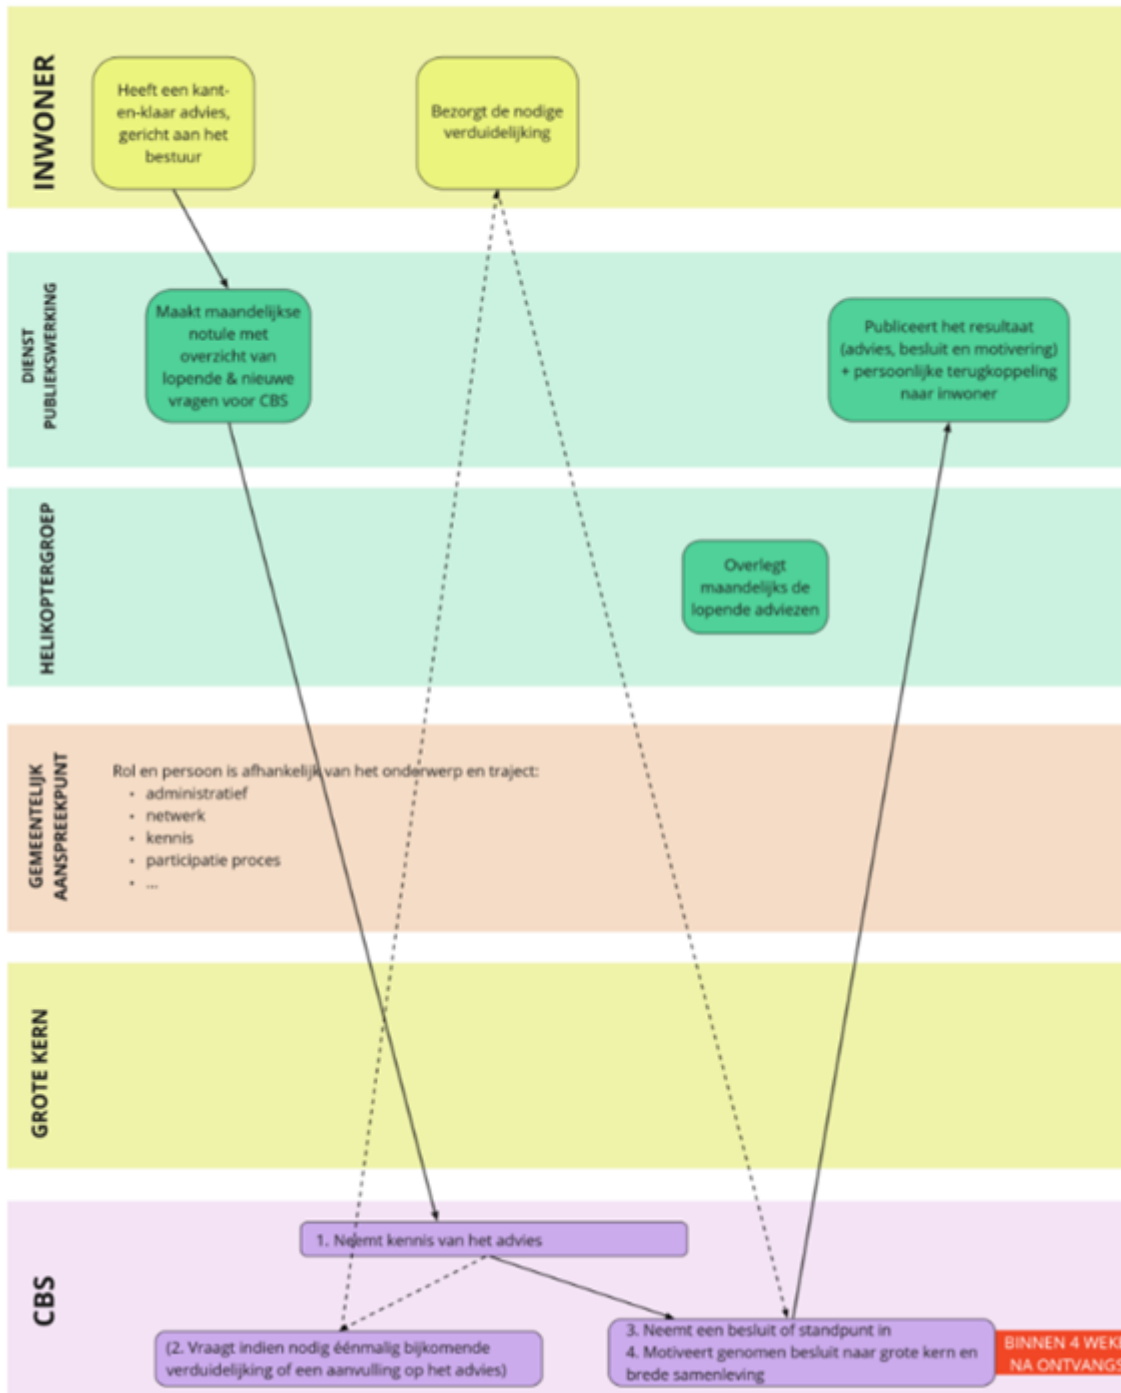 INWONER
Heeft een kant-
en-klaar advies,
gericht aan het
bestuur
Bezorgt de nodige
verduidelijking
DIENST
PUBLIEKSWERKING
Maakt maandelijkse
notule met
overzicht van
lopende & nieuwe
vragen voor CBS
Publiceert het resultaat
(advies, besluit en motivering)
+ persoonlijke terugkoppeling
naar inwoner
HELIKOPTERGROEP
Overlegt
maandelijks de
lopende adviezen
GEMEENTELIJK
AANSPREEKPUNT
Rol en persoon is afhankelijk van het onderwerp en traject:
• administratief
• netwerk
• kennis
• participatie proces
• ...
GROTE KERN
CBS
1. Neemt kennis van het advies
(2. Vraagt indien nodig éénmalig bijkomende
verduidelijking of een aanvulling op het advies)
3. Neemt een besluit of standpunt in
4. Motiveert genomen besluit naar grote kern en
brede samenleving
BINNEN 4 WEK
NA ONTVANGS